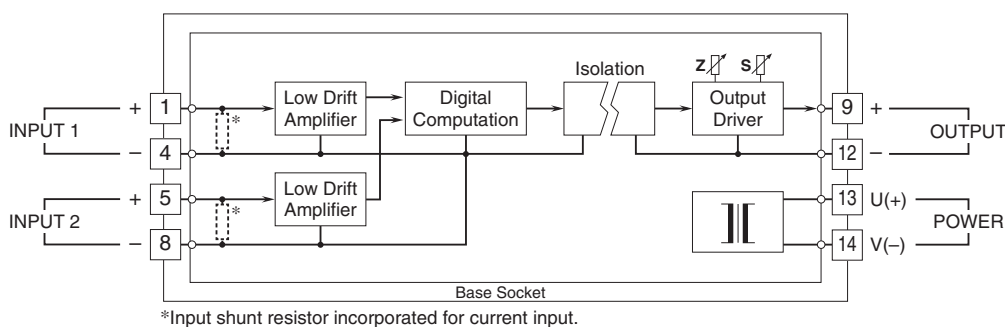 Isolation
Z S
INPUT 1
+ 1
* Low Drift
Amplifier
Digital
Computation
Output
Driver
9 +
OUTPUT
− 4
12 −
INPUT 2
+ 5
* Low Drift
Amplifier
13 U(+)
POWER
− 8
14 V(−)
Base Socket
*Input shunt resistor incorporated for current input.